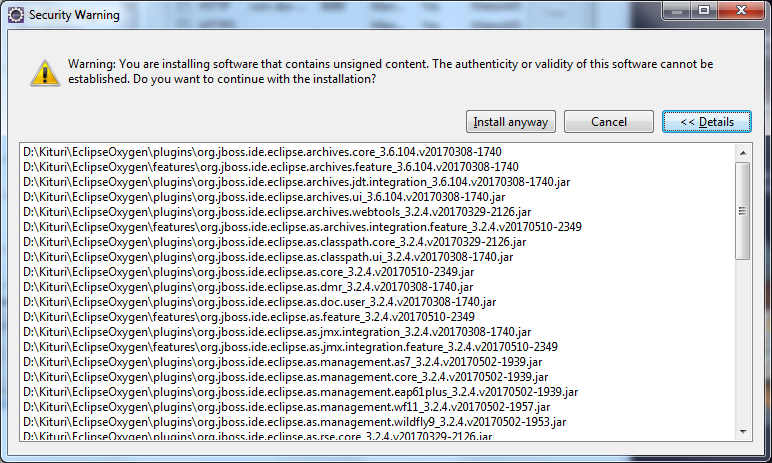 Security Warning
Warning: You are installing software that contains unsigned content. The authenticity or validity of this software cannot be
established. Do you want to continue with the installation?
Install anyway
Cancel
<< Details
D:\Kituri\EclipseOxygen\plugins\org.jboss.ide.eclipse.archives.core_3.6.104.v20170308-1740
D:\Kituri\EclipseOxygen\features\org.jboss.ide.eclipse.archives.feature_3.6.104.v20170308-1740
D:\Kituri\EclipseOxygen\plugins\org.jboss.ide.eclipse.archives.jdt.integration_3.6.104.v20170308-1740.jar
D:\Kituri\EclipseOxygen\plugins\org.jboss.ide.eclipse.archives.ui_3.6.104.v20170308-1740.jar
D:\Kituri\EclipseOxygen\plugins\org.jboss.ide.eclipse.archives.webtools_3.2.4.v20170329-2126.jar
D:\Kituri\EclipseOxygen\features\org.jboss.ide.eclipse.as.archives.integration.feature_3.2.4.v20170510-2349
D:\Kituri\EclipseOxygen\plugins\org.jboss.ide.eclipse.as.classpath.core_3.2.4.v20170329-2126.jar
D:\Kituri\EclipseOxygen\plugins\org.jboss.ide.eclipse.as.classpath.ui_3.2.4.v20170308-1740.jar
D:\Kituri\EclipseOxygen\plugins\org.jboss.ide.eclipse.as.core_3.2.4.v20170510-2349.jar
D:\Kituri\EclipseOxygen\plugins\org.jboss.ide.eclipse.as.dmr_3.2.4.v20170308-1740.jar
D:\Kituri\EclipseOxygen\plugins\org.jboss.ide.eclipse.as.doc.user_3.2.4.v20170308-1740.jar
D:\Kituri\EclipseOxygen\features\org.jboss.ide.eclipse.as.feature_3.2.4.v20170510-2349
D:\Kituri\EclipseOxygen\plugins\org.jboss.ide.eclipse.as.jmx.integration_3.2.4.v20170308-1740.jar
D:\Kituri\EclipseOxygen\features\org.jboss.ide.eclipse.as.jmx.integration.feature_3.2.4.v20170510-2349
D:\Kituri\EclipseOxygen\plugins\org.jboss.ide.eclipse.as.management.as7_3.2.4.v20170502-1939.jar
D:\Kituri\EclipseOxygen\plugins\org.jboss.ide.eclipse.as.management.core_3.2.4.v20170502-1939.jar
D:\Kituri\EclipseOxygen\plugins\org.jboss.ide.eclipse.as.management.eap61plus_3.2.4.v20170502-1939.jar
D:\Kituri\EclipseOxygen\plugins\org.jboss.ide.eclipse.as.management.wf11_3.2.4.v20170502-1957.jar
D:\Kituri\EclipseOxygen\plugins\org.jboss.ide.eclipse.as.management.wildfly9_3.2.4.v20170502-1953.jar
D:\Kituri\EclipseOxygen\plugins\org.jboss.ide.eclipse.as.rse.core_3.2.4.v20170329-2126.jar